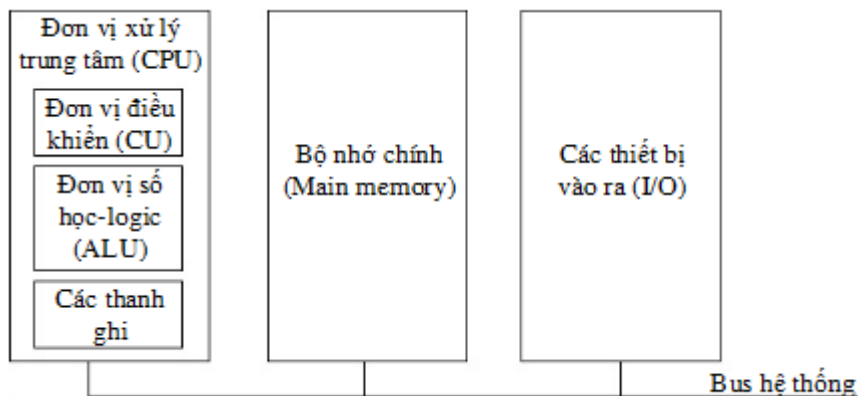 Đơn vị xử lý
trung tâm (CPU)
Đơn vị điều
khiển (CU)
Đơn vị số
học-logic
(ALU)
Các thanh
ghi
Bộ nhớ chính
(Main memory)
Các thiết bị
vào ra (I/O)
Bus hệ thống